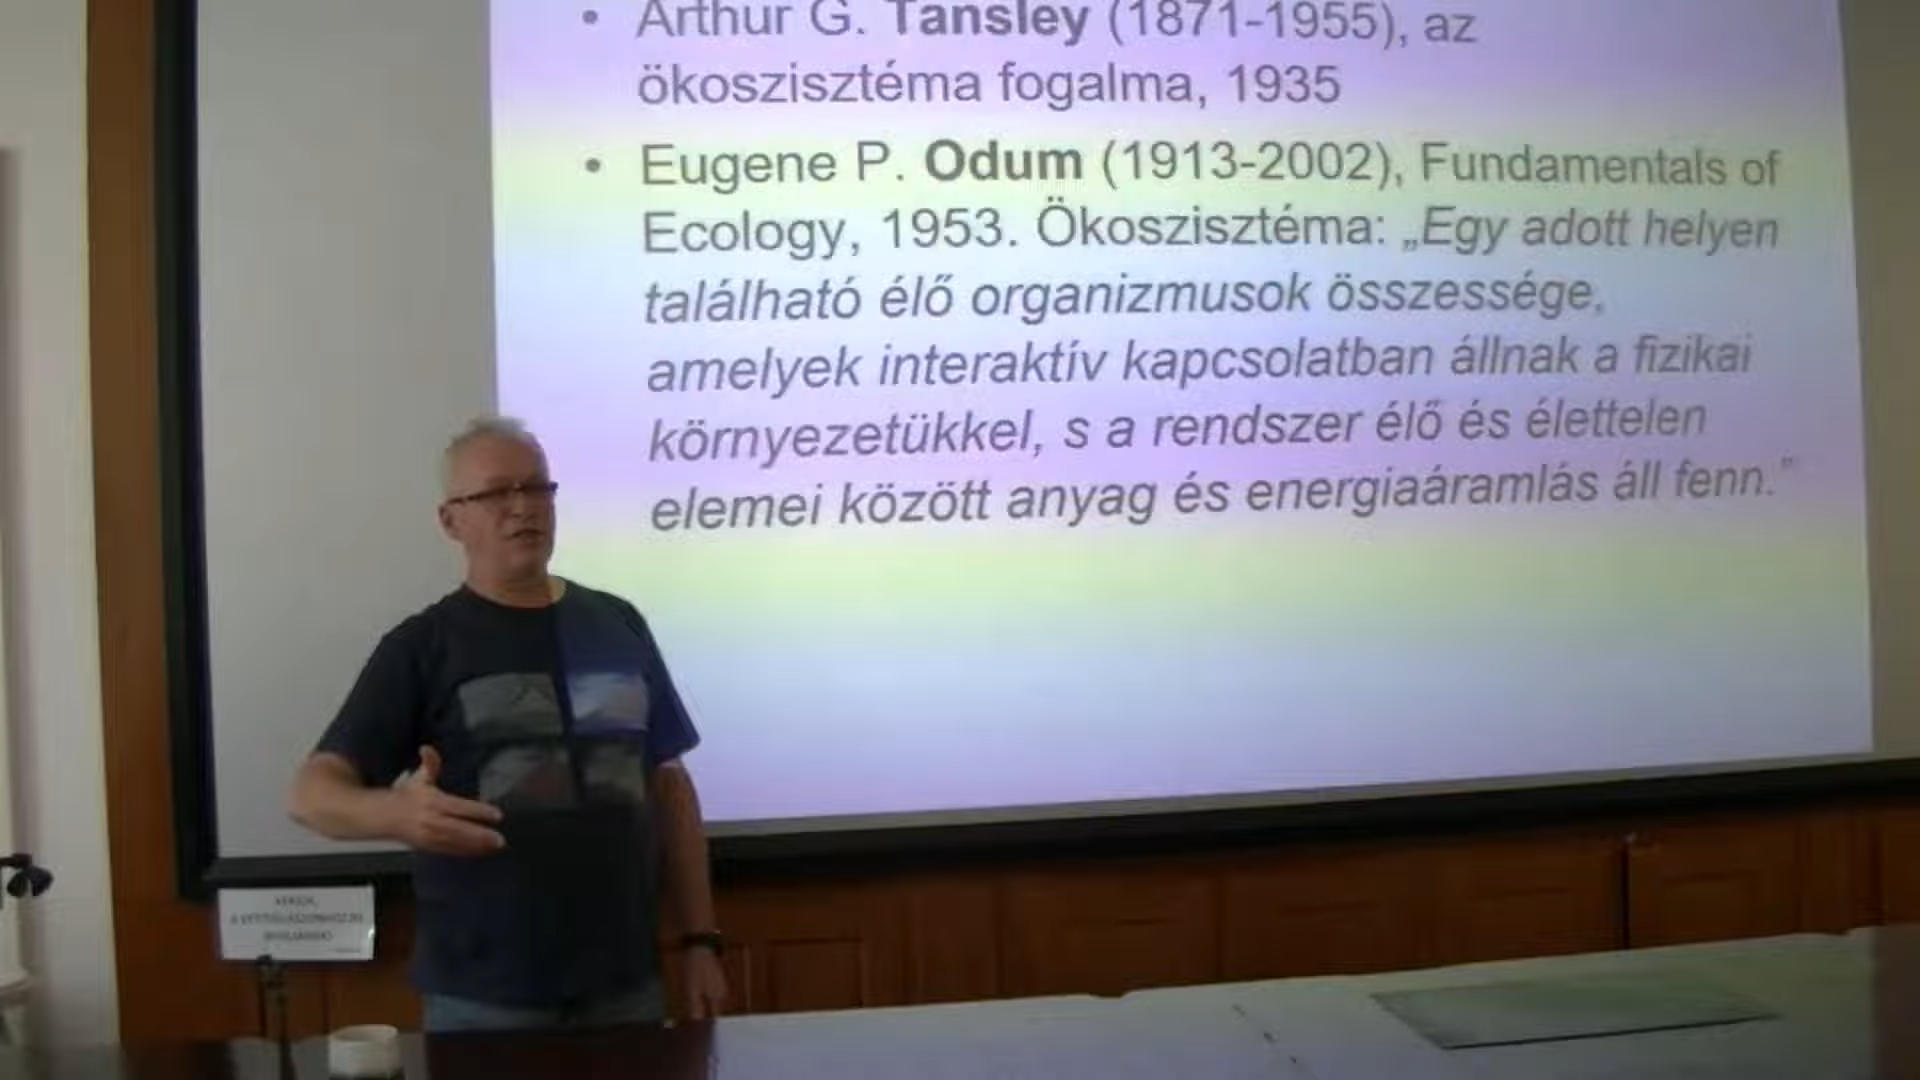 • Arthur G. Tansley (1871-1955), az
ökoszisztéma fogalma, 1935
• Eugene P. Odum (1913-2002), Fundamentals of
Ecology, 1953. Ökoszisztéma: „Egy adott helyen
található élő organizmusok összessége,
amelyek interaktív kapcsolatban állnak a fizikai
környezetükkel, s a rendszer élő és élettelen
elemei között anyag és energiaáramlás áll fenn.”